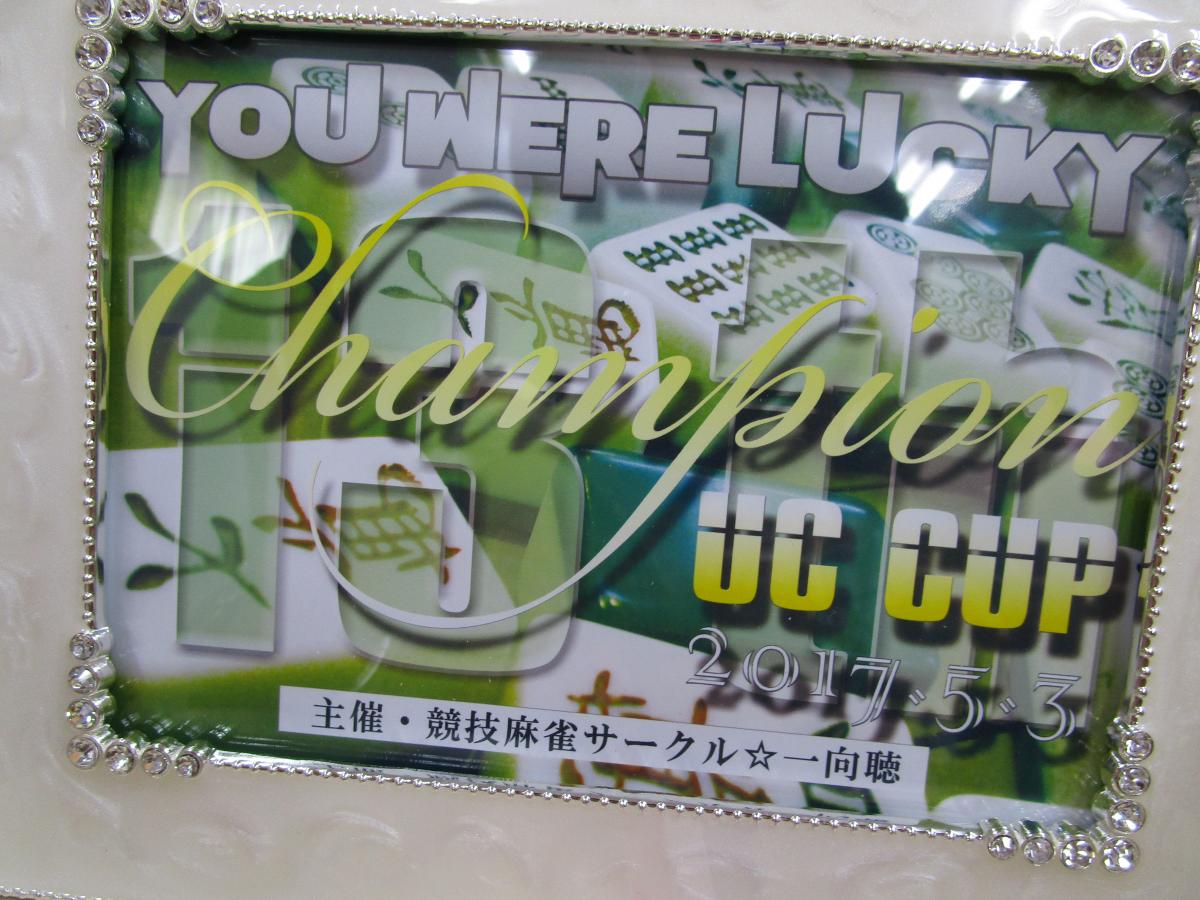 YOU WERE LUCKY
13th
Champion
UC CUP
2017.5.3
主催・競技麻雀サークル☆一向聴